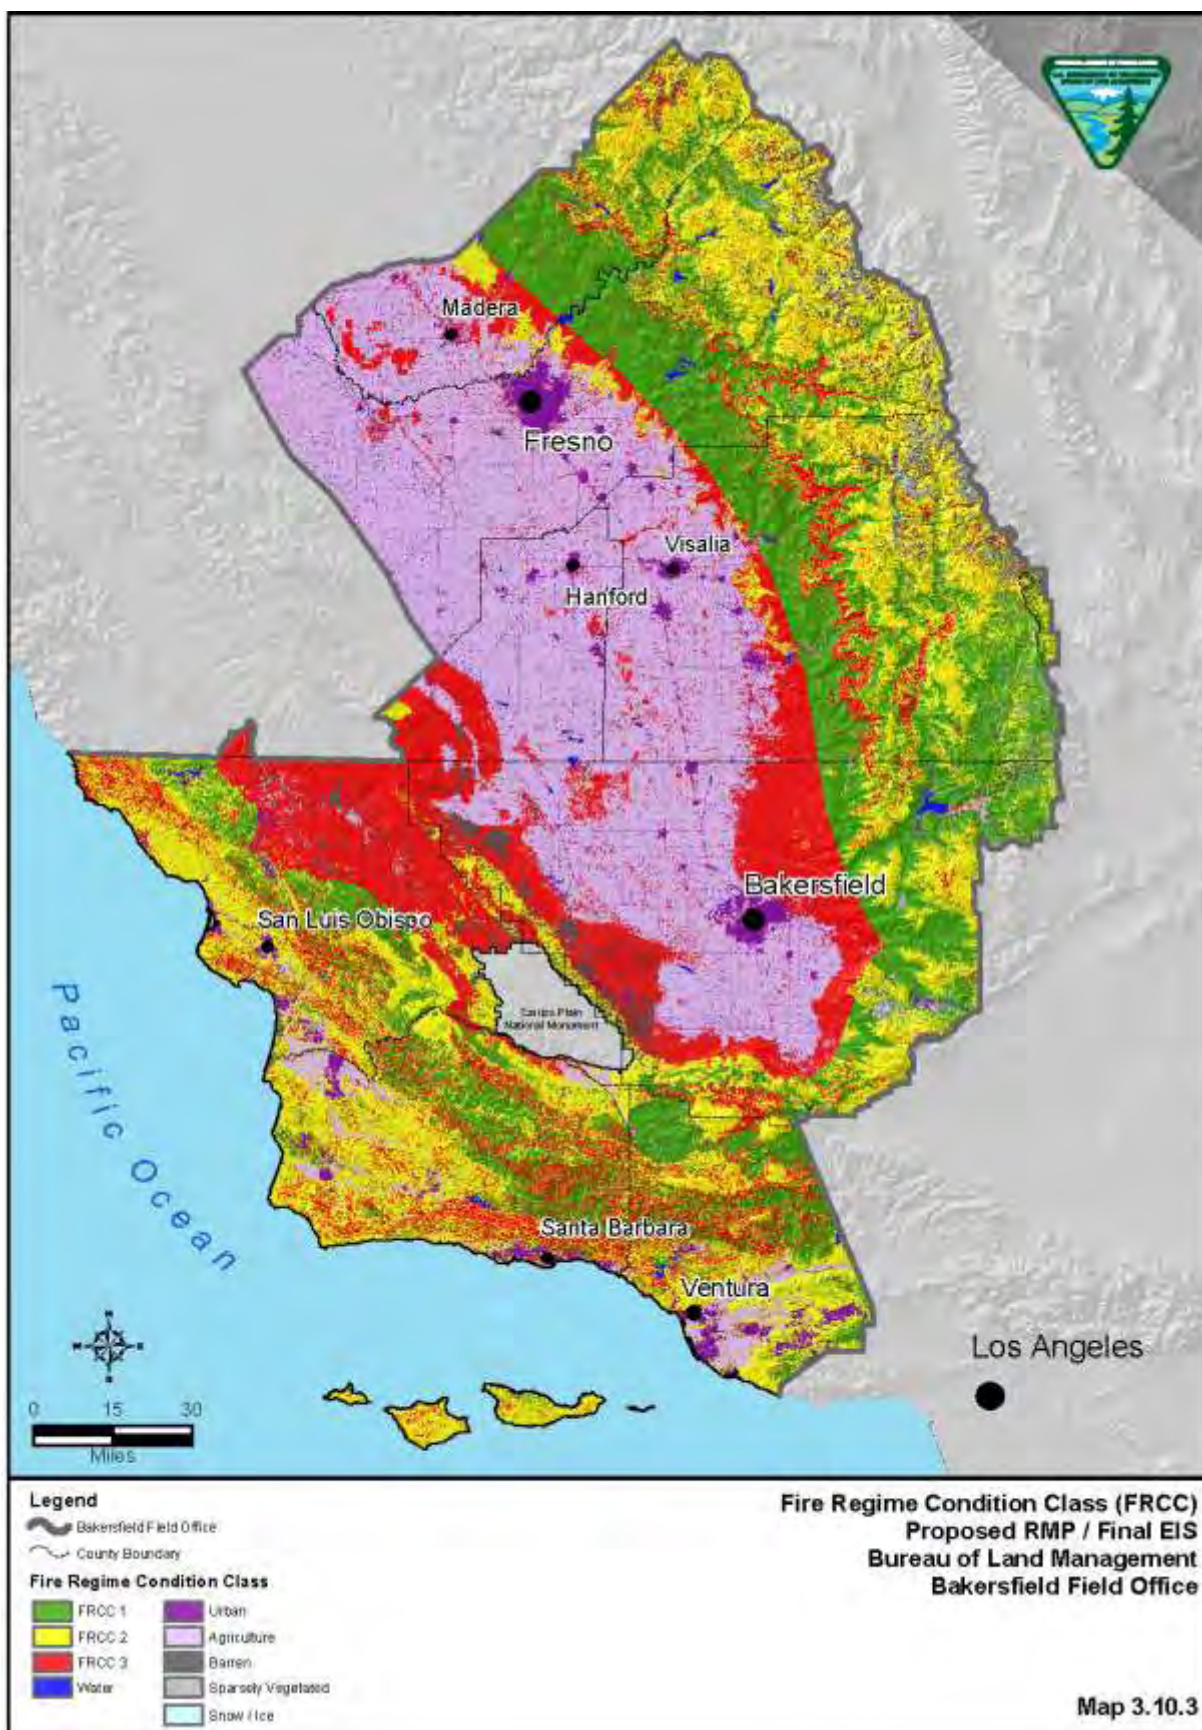 Madera
Fresno
Visalia
Hanford
Bakersfield
San Luis Obispo
Carrizo Plain
National Monument
Pacific Ocean
Santa Barbara
Ventura
Los Angeles
0 15 30
Miles
Legend
Bakersfield Field Office
County Boundary
Fire Regime Condition Class
FRCC 1
FRCC 2
FRCC 3
Water
Urban
Agriculture
Barren
Sparsely Vegetated
Snow / Ice
Fire Regime Condition Class (FRCC)
Proposed RMP / Final EIS
Bureau of Land Management
Bakersfield Field Office
Map 3.10.3